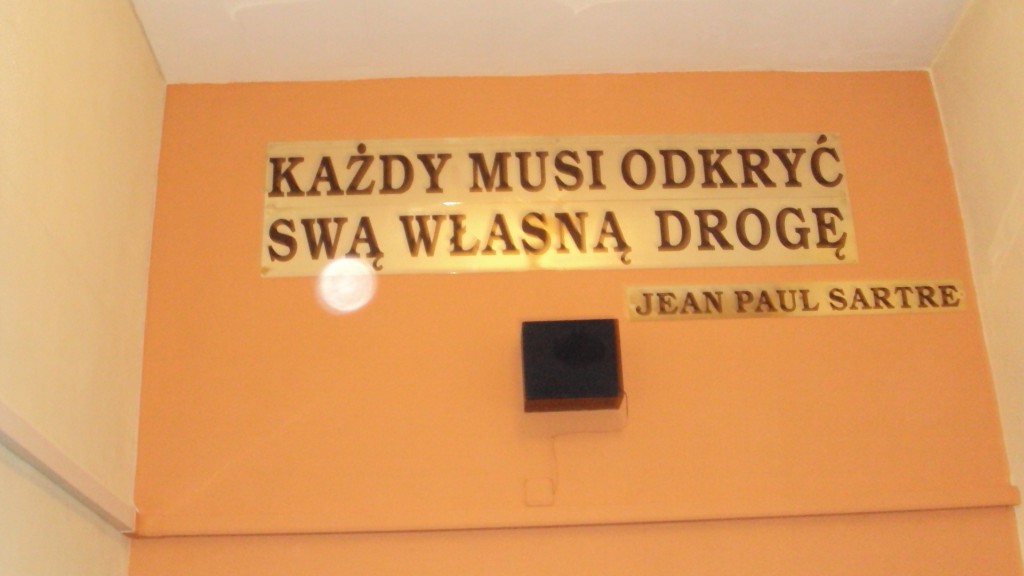 KAŻDY MUSI ODKRYĆ
SWĄ WŁASNĄ DROGĘ
JEAN PAUL SARTRE